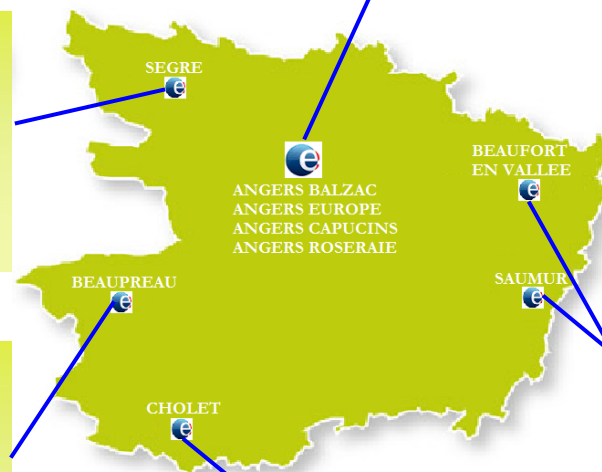 SEGRE
e
e
ANGERS BALZAC
ANGERS EUROPE
ANGERS CAPUCINS
ANGERS ROSERAIE
BEAUFORT
EN VALLEE
e
BEAUPREAU
e
SAUMUR
e
CHOLET
e